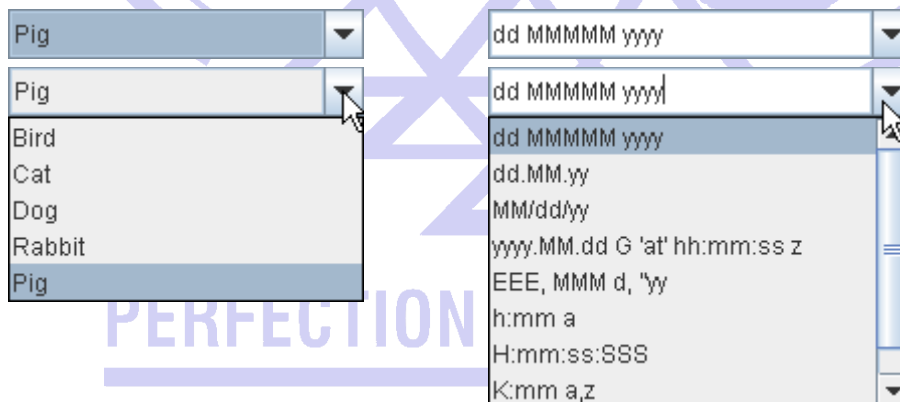 Pig
Pig
Bird
Cat
Dog
Rabbit
Pig
dd MMMMM yyyy
dd MMMMM yyyy
dd MMMMM yyyy
dd.MM.yy
MM/dd/yy
yyyy.MM.dd G 'at' hh:mm:ss z
EEE, MMM d, ''yy
h:mm a
H:mm:ss:SSS
K:mm a,z
PERFECTION